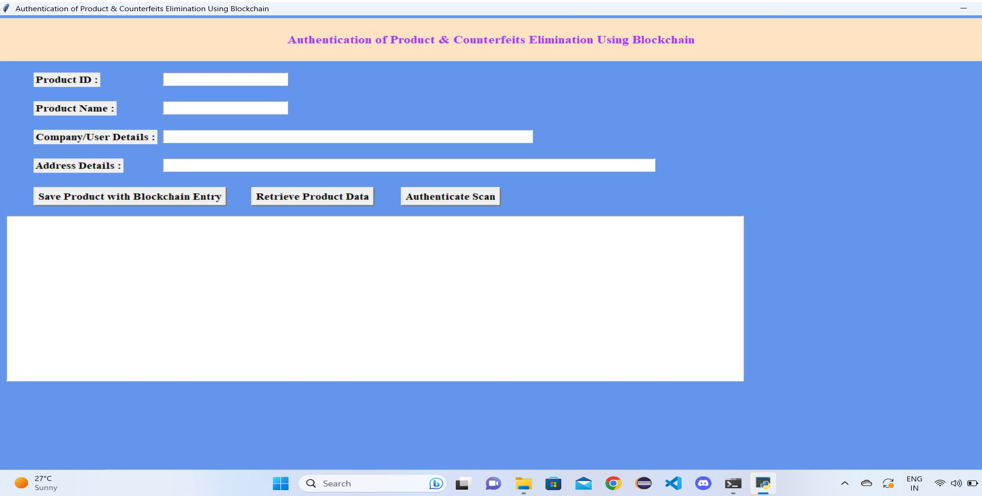 Authentication of Product & Counterfeits Elimination Using Blockchain
Authentication of Product & Counterfeits Elimination Using Blockchain
Product ID :
Product Name :
Company/User Details :
Address Details :
Save Product with Blockchain Entry Retrieve Product Data Authenticate Scan
27°C
Sunny
Search
ENG
IN